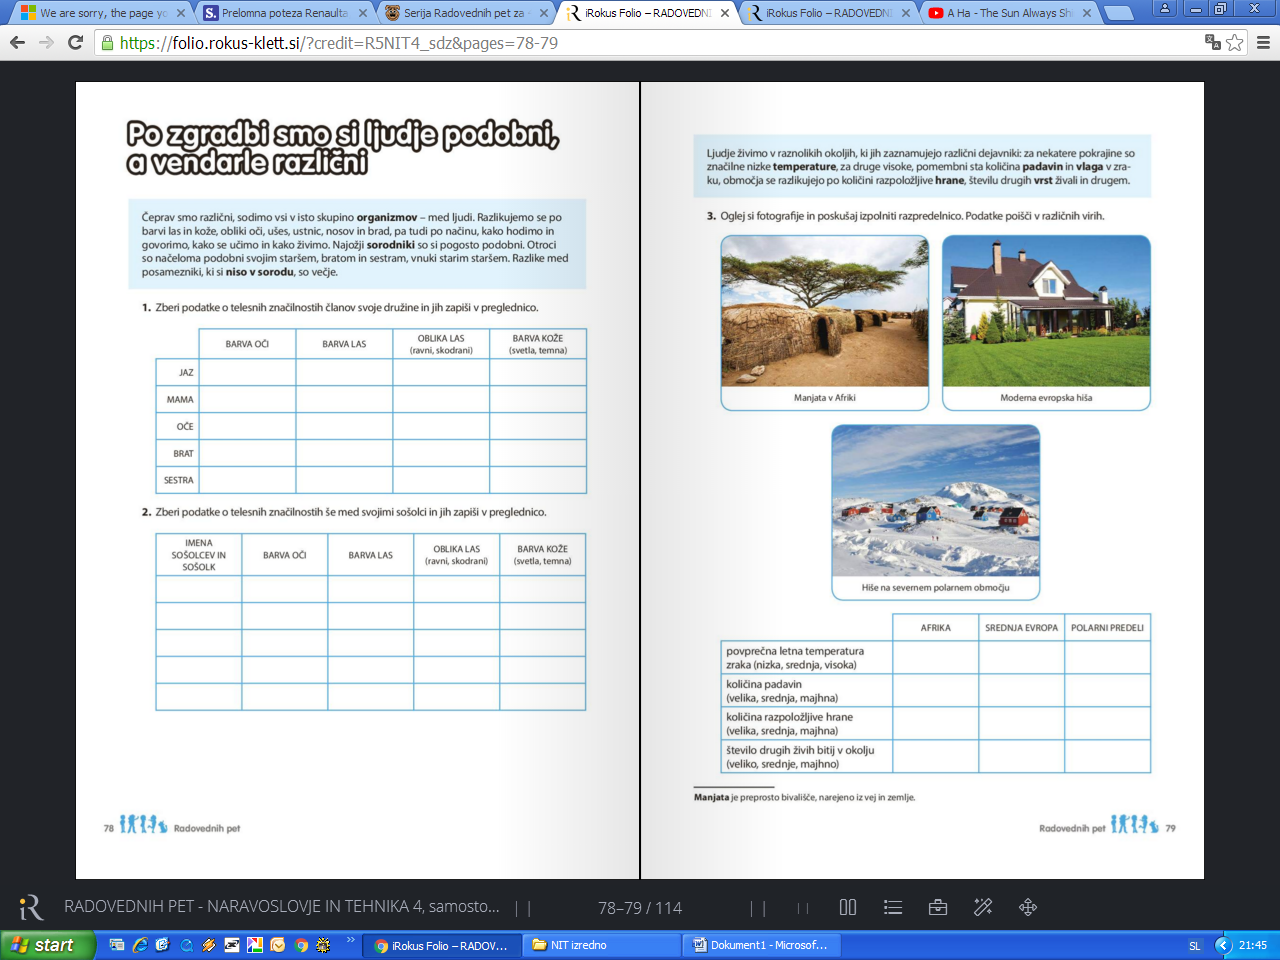 We are sorry, the page yo
Prelomna poteza Renaulta
Serija Radovednih pet za
iRokus Folio – RADOVEDNI
iRokus Folio – RADOVEDNI
A Ha - The Sun Always Sh
https://folio.rokus-klett.si/?credit=R5NIT4_sdz&pages=78-79
Po zgradbi smo si ljudje podobni,
a vendarle različni
Čeprav smo različni, sodimo vsi v isto skupino organizmov – med ljudi. Razlikujemo se po
barvi las in kože, obliki oči, ušes, ustnic, nosov in brad, pa tudi po načinu, kako hodimo in
govorimo, kako se učimo in kako živimo. Najožji sorodniki so si pogosto podobni. Otroci
so načeloma podobni svojim staršem, bratom in sestram, vnuki starim staršem. Razlike med
posamezniki, ki si niso v sorodu, so večje.
1. Zberi podatke o telesnih značilnostih članov svoje družine in jih zapiši v preglednico.
BARVA OČI BARVA LAS OBLIKA LAS (ravni, skodrani) BARVA KOŽE (svetla, temna)
JAZ
MAMA
OČE
BRAT
SESTRA
2. Zberi podatke o telesnih značilnostih še med svojimi sošolci in jih zapiši v preglednico.
IMENA SOŠOLCEV IN SOŠOLK BARVA OČI BARVA LAS OBLIKA LAS (ravni, skodrani) BARVA KOŽE (svetla, temna)
78 Radovednih pet
Ljudje živimo v raznolikih okoljih, ki jih zaznamujejo različni dejavniki: za nekatere pokrajine so
značilne nizke temperature, za druge visoke, pomembni sta količina padavin in vlaga v zra-
ku, območja se razlikujejo po količini razpoložljive hrane, številu drugih vrst živali in drugem.
3. Oglej si fotografije in poskušaj izpolniti razpredelnico. Podatke poišči v različnih virih.
Manjata v Afriki
Moderna evropska hiša
Hiše na severnem polarnem območju
AFRIKA SREDNJA EVROPA POLARNI PREDELI
povprečna letna temperatura
zraka (nizka, srednja, visoka)
količina padavin
(velika, srednja, majhna)
količina razpoložljive hrane
(velika, srednja, majhna)
število drugih živih bitij v okolju
(veliko, srednje, majhno)
Manjata je preprosto bivališče, narejeno iz vej in zemlje.
Radovednih pet 79
RADOVEDNIH PET - NARAVOSLOVJE IN TEHNIKA 4, samosto...
78–79 / 114
start
iRokus Folio – RADOV...
NIT izredno
Dokument1 - Microsof...
SL
21:45